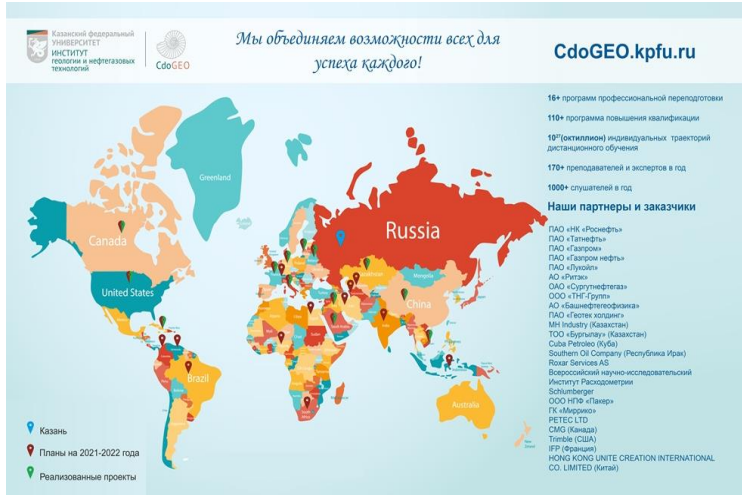 Казанский федеральный
УНИВЕРСИТЕТ
ИНСТИТУТ
геологии и нефтегазовых
технологий
CdoGEO
Мы объединяем возможности всех для
успеха каждого!
CdoGEO.kpfu.ru
16+ программ профессиональной переподготовки
110+ программа повышения квалификации
10²⁷(октиллион) индивидуальных траекторий
дистанционного обучения
170+ преподавателей и экспертов в год
1000+ слушателей в год
Наши партнеры и заказчики
ПАО «НК «Роснефть»
ПАО «Татнефть»
ПАО «Газпром»
ПАО «Газпром нефть»
ПАО «Лукойл»
АО «Ритэк»
ОАО «Сургутнефтегаз»
ООО «ТНГ-Групп»
АО «Башнефтегеофизика»
ПАО «Геотек холдинг»
MH Industry (Казахстан)
ТОО «Бургылау» (Казахстан)
Cuba Petroleo (Куба)
Southern Oil Company (Республика Ирак)
Roxar Services AS
Всероссийский научно-исследовательский
Институт Расходометрии
Schlumberger
ООО НПФ «Пакер»
ГК «Миррико»
PETEC LTD
CMG (Канада)
Trimble (США)
IFP (Франция)
HONG KONG UNITE CREATION INTERNATIONAL
CO. LIMITED (Китай)
Greenland
Canada
Russia
United States
Mongolia
China
Brazil
Australia
Казань
Планы на 2021-2022 года
Реализованные проекты